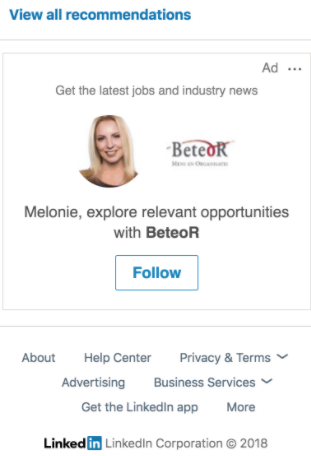 View all recommendations
Ad ...
Get the latest jobs and industry news
BeteoR
Melonie, explore relevant opportunities
with BeteoR
Follow
About Help Center Privacy & Terms
Advertising Business Services
Get the LinkedIn app More
LinkedIn LinkedIn Corporation © 2018